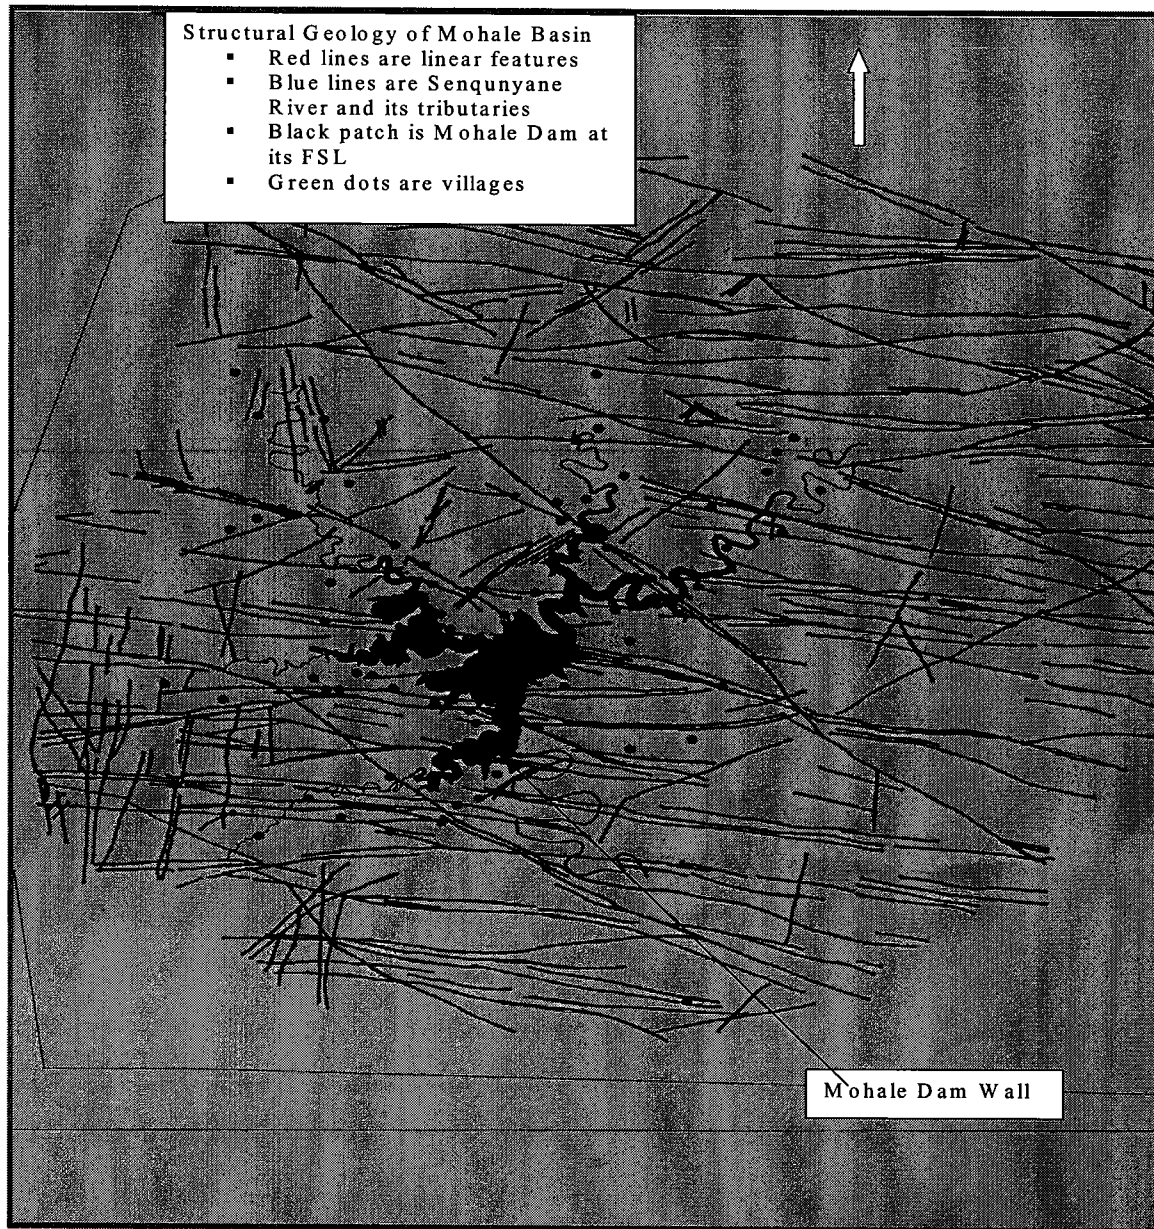 Structural Geology of Mohale Basin
▪ Red lines are linear features
▪ Blue lines are Senqunyane
River and its tributaries
▪ Black patch is Mohale Dam at
its FSL
▪ Green dots are villages
Mohale Dam Wall